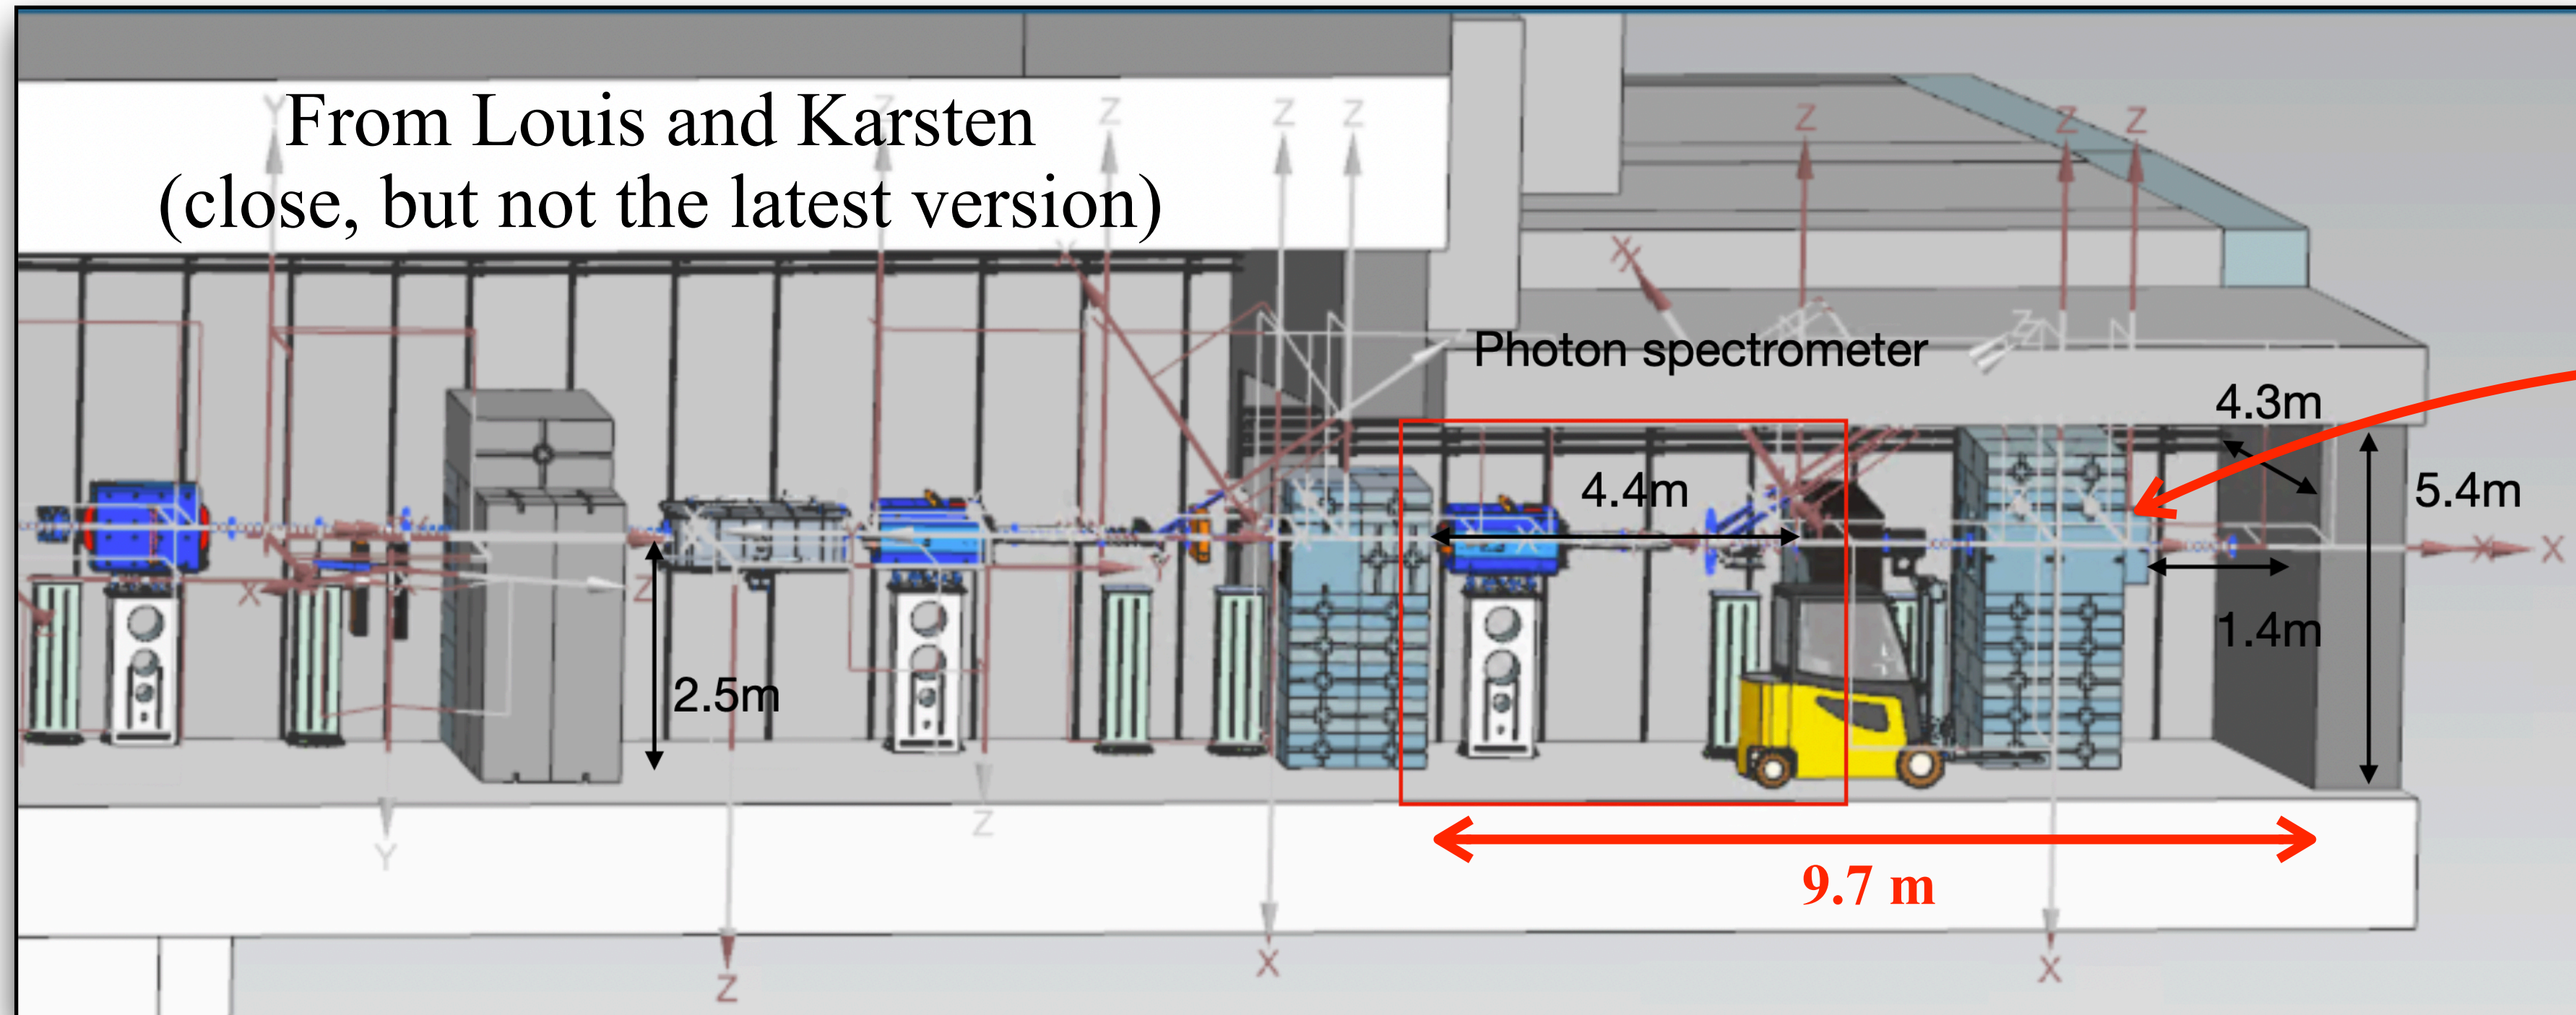 From Louis and Karsten
(close, but not the latest version)
Y
Z
Z
Z
Z
Z
Z
Z
X
X
Photon spectrometer
Z
4.3m
4.4m
5.4m
X
X
Y
X
X
X
X
Z
1.4m
2.5m
Z
Y
9.7 m
X
X
Z